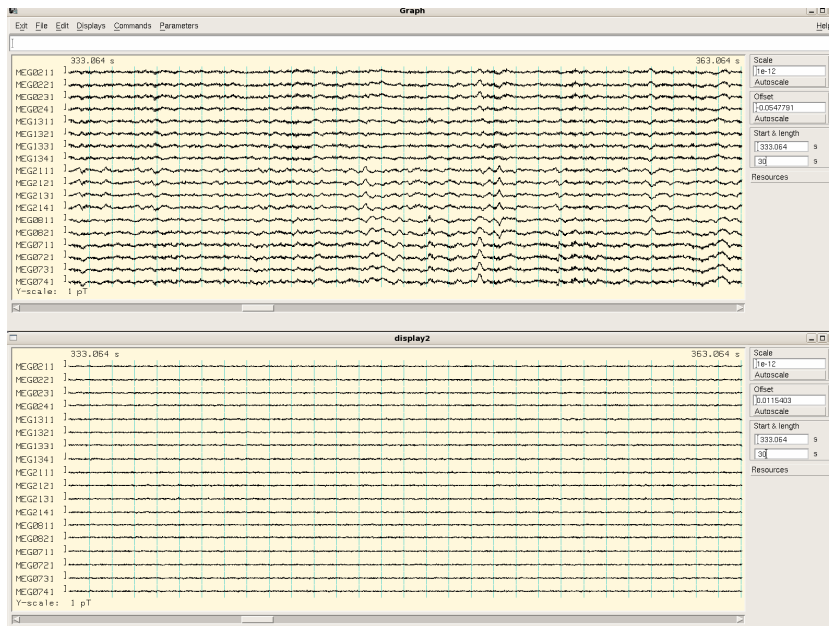 Graph
Exit File Edit Displays Commands Parameters Help
333.064 s 363.064 s
MEG0211
MEG0221
MEG0231
MEG0241
MEG1311
MEG1321
MEG1331
MEG1341
MEG2111
MEG2121
MEG2131
MEG2141
MEG0811
MEG0821
MEG0711
MEG0721
MEG0731
MEG0741
Y-scale: 1 pT
Scale
1e-12
Autoscale
Offset
-0.0547791
Autoscale
Start & length
333.064 s
30 s
Resources
display2
333.064 s 363.064 s
MEG0211
MEG0221
MEG0231
MEG0241
MEG1311
MEG1321
MEG1331
MEG1341
MEG2111
MEG2121
MEG2131
MEG2141
MEG0811
MEG0821
MEG0711
MEG0721
MEG0731
MEG0741
Y-scale: 1 pT
Scale
1e-12
Autoscale
Offset
0.0115403
Autoscale
Start & length
333.064 s
30 s
Resources